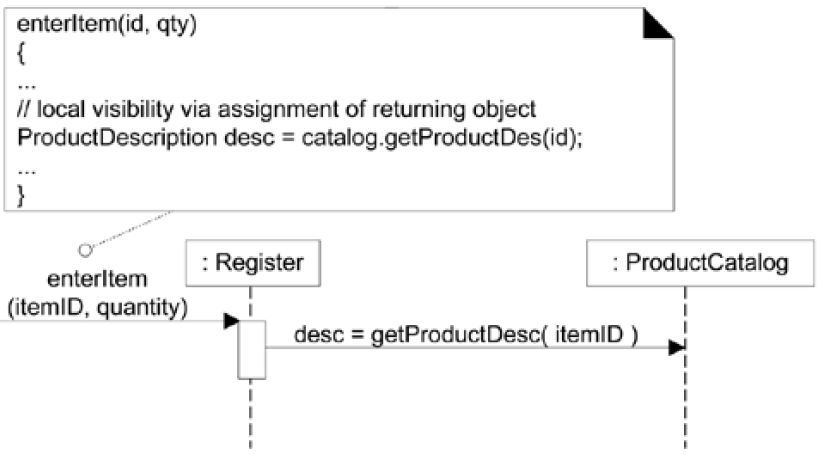 enterItem(id, qty)
{
...
// local visibility via assignment of returning object
ProductDescription desc = catalog.getProductDes(id);
...
}
enterItem
(itemID, quantity)
: Register
: ProductCatalog
desc = getProductDesc( itemID )